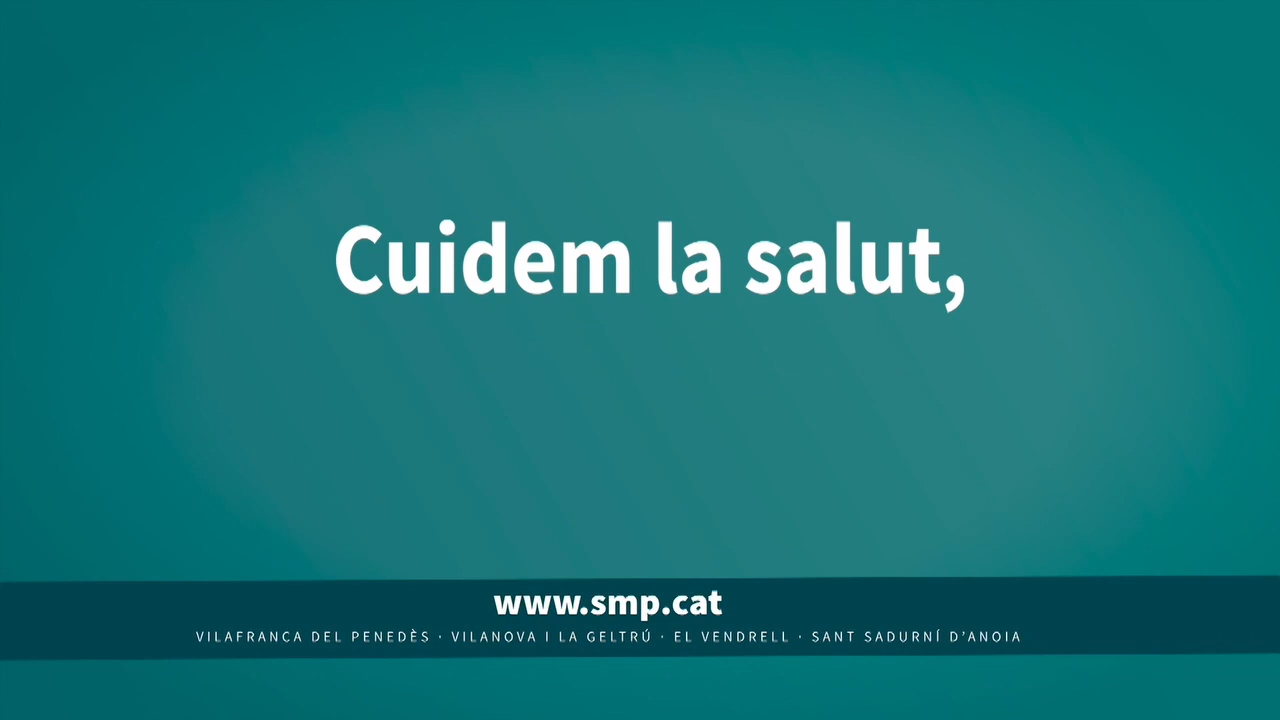 Cuidem la salut,
www.smp.cat
VILAFRANCA DEL PENEDÈS · VILANOVA I LA GELTRÚ · EL VENDRELL · SANT SADURNÍ D'ANOIA